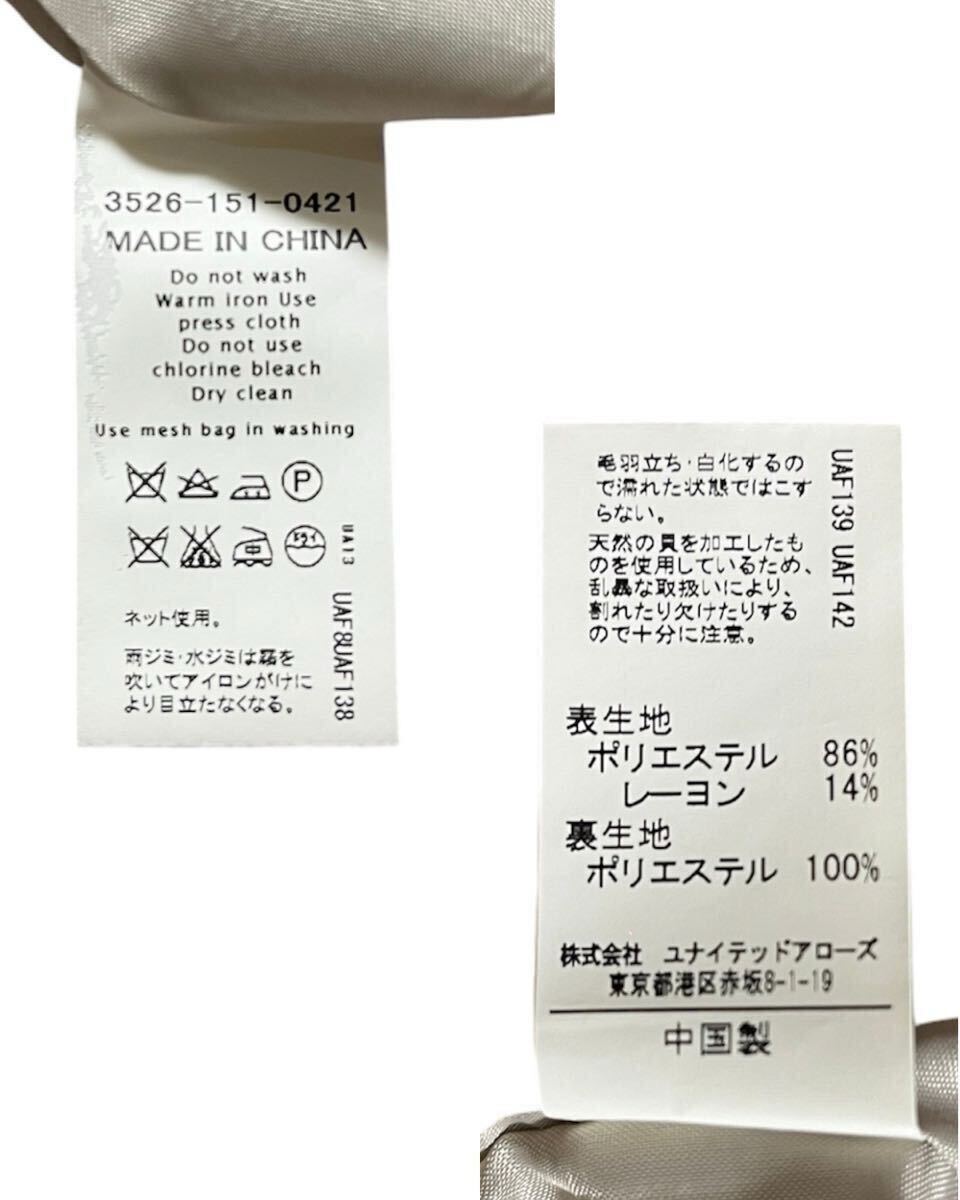 3526-151-0421
MADE IN CHINA
Do not wash
Warm iron Use
press cloth
Do not use
chlorine bleach
Dry clean
Use mesh bag in washing
P
中
ドライ
UA13
ネット使用。
雨ジミ・水ジミは霧を
吹いてアイロンがけに
より目立たなくなる。
UAF8UAF138
毛羽立ち・白化するの
で濡れた状態ではこす
らない。
天然の貝を加工したも
のを使用しているため、
乱暴な取扱いにより、
割れたり欠けたりする
ので十分に注意。
UAF139 UAF142
表生地
ポリエステル 86%
レーヨン 14%
裏生地
ポリエステル 100%
株式会社 ユナイテッドアローズ
東京都港区赤坂8-1-19
中国製